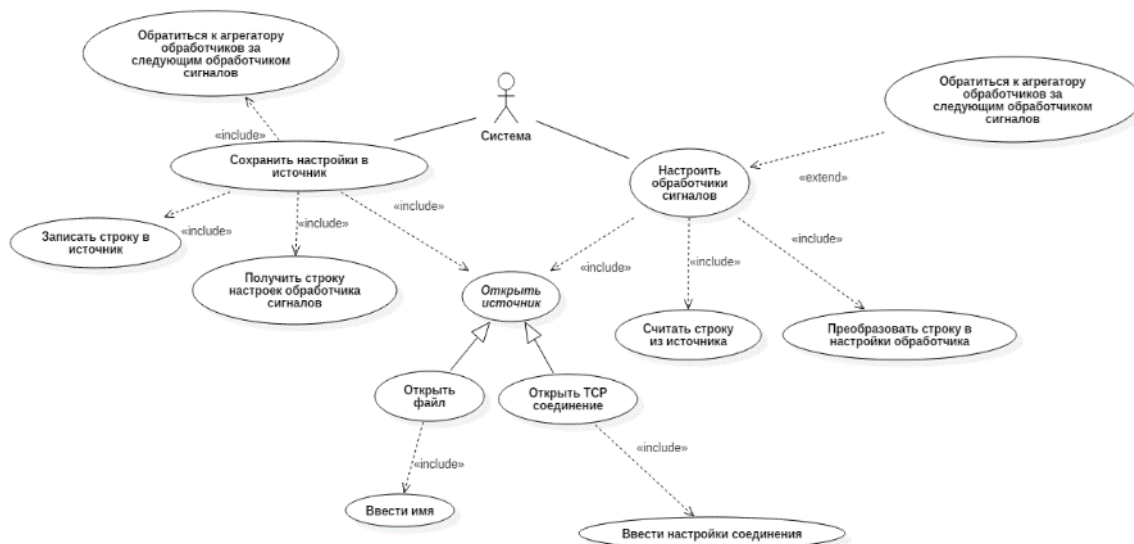 Обратиться к агрегатору
обработчиков за
следующим обработчиком
сигналов
Обратиться к агрегатору
обработчиков за
следующим обработчиком
сигналов
Система
«include»
Сохранить настройки в
источник
Настроить
обработчики
сигналов
«extend»
«include»
Записать строку в
источник
«include»
«include»
«include»
Получить строку
настроек обработчика
сигналов
Открыть
источник
«include»
«include»
Считать строку
из источника
Преобразовать строку в
настройки обработчика
Открыть
файл
Открыть TCP
соединение
«include»
«include»
Ввести имя
Ввести настройки соединения